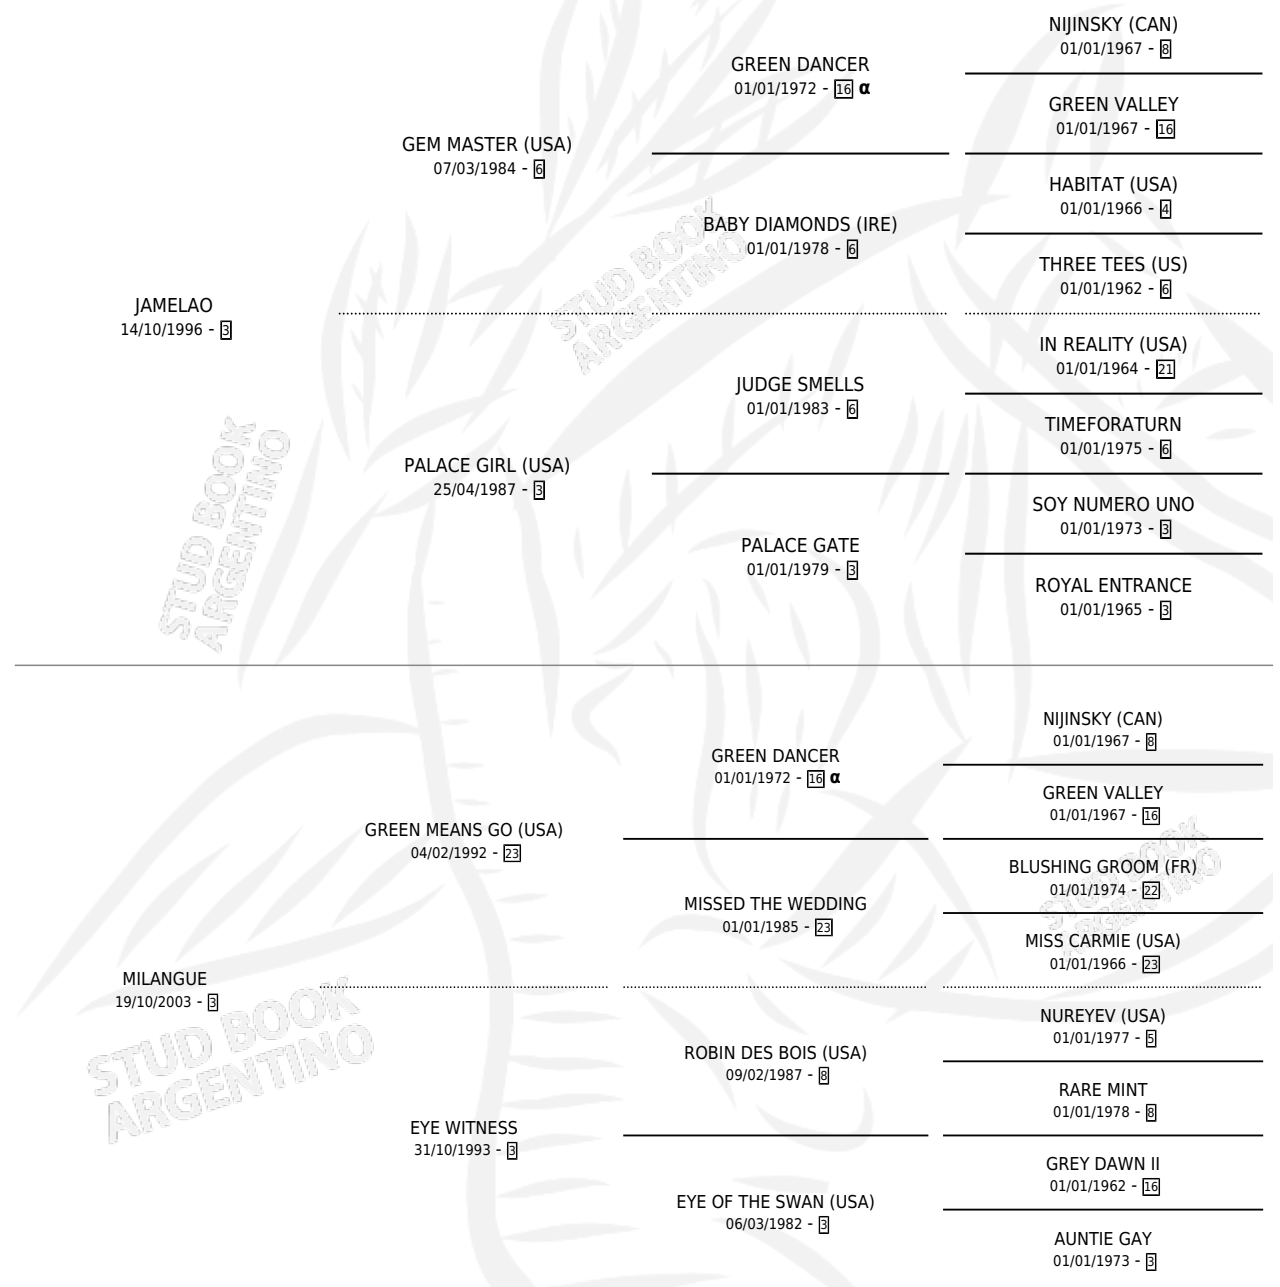 NIJINSKY (CAN)
01/01/1967 - 8
GREEN DANCER
01/01/1972 - 16 α
GREEN VALLEY
01/01/1967 - 16
GEM MASTER (USA)
07/03/1984 - 6
HABITAT (USA)
01/01/1966 - 4
BABY DIAMONDS (IRE)
01/01/1978 - 6
THREE TEES (US)
01/01/1962 - 6
JAMELAO
14/10/1996 - 3
IN REALITY (USA)
01/01/1964 - 21
JUDGE SMELLS
01/01/1983 - 6
TIMEFORATURN
01/01/1975 - 6
PALACE GIRL (USA)
25/04/1987 - 3
SOY NUMERO UNO
01/01/1973 - 3
PALACE GATE
01/01/1979 - 3
ROYAL ENTRANCE
01/01/1965 - 3
STUD BOOK
ARGENTINO
STUD BOOK
ARGENTINO
NIJINSKY (CAN)
01/01/1967 - 8
GREEN DANCER
01/01/1972 - 16 α
GREEN VALLEY
01/01/1967 - 16
GREEN MEANS GO (USA)
04/02/1992 - 23
BLUSHING GROOM (FR)
01/01/1974 - 22
MISSED THE WEDDING
01/01/1985 - 23
MISS CARMIE (USA)
01/01/1966 - 23
MILANGUE
19/10/2003 - 3
NUREYEV (USA)
01/01/1977 - 5
ROBIN DES BOIS (USA)
09/02/1987 - 8
RARE MINT
01/01/1978 - 8
EYE WITNESS
31/10/1993 - 3
GREY DAWN II
01/01/1962 - 16
EYE OF THE SWAN (USA)
06/03/1982 - 3
AUNTIE GAY
01/01/1973 - 3
STUD BOOK
ARGENTINO
STUD BOOK
ARGENTINO